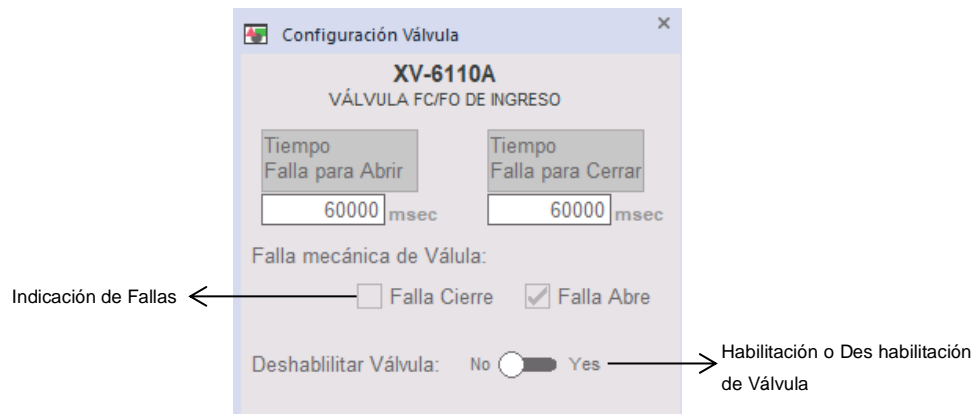 Configuración Válvula
XV-6110A
VÁLVULA FC/FO DE INGRESO
Tiempo
Falla para Abrir
Tiempo
Falla para Cerrar
60000 msec
60000 msec
Falla mecánica de Válula:
Indicación de Fallas
Falla Cierre
Falla Abre
Deshablilitar Válvula:
No
Yes
Habilitación o Des habilitación
de Válvula